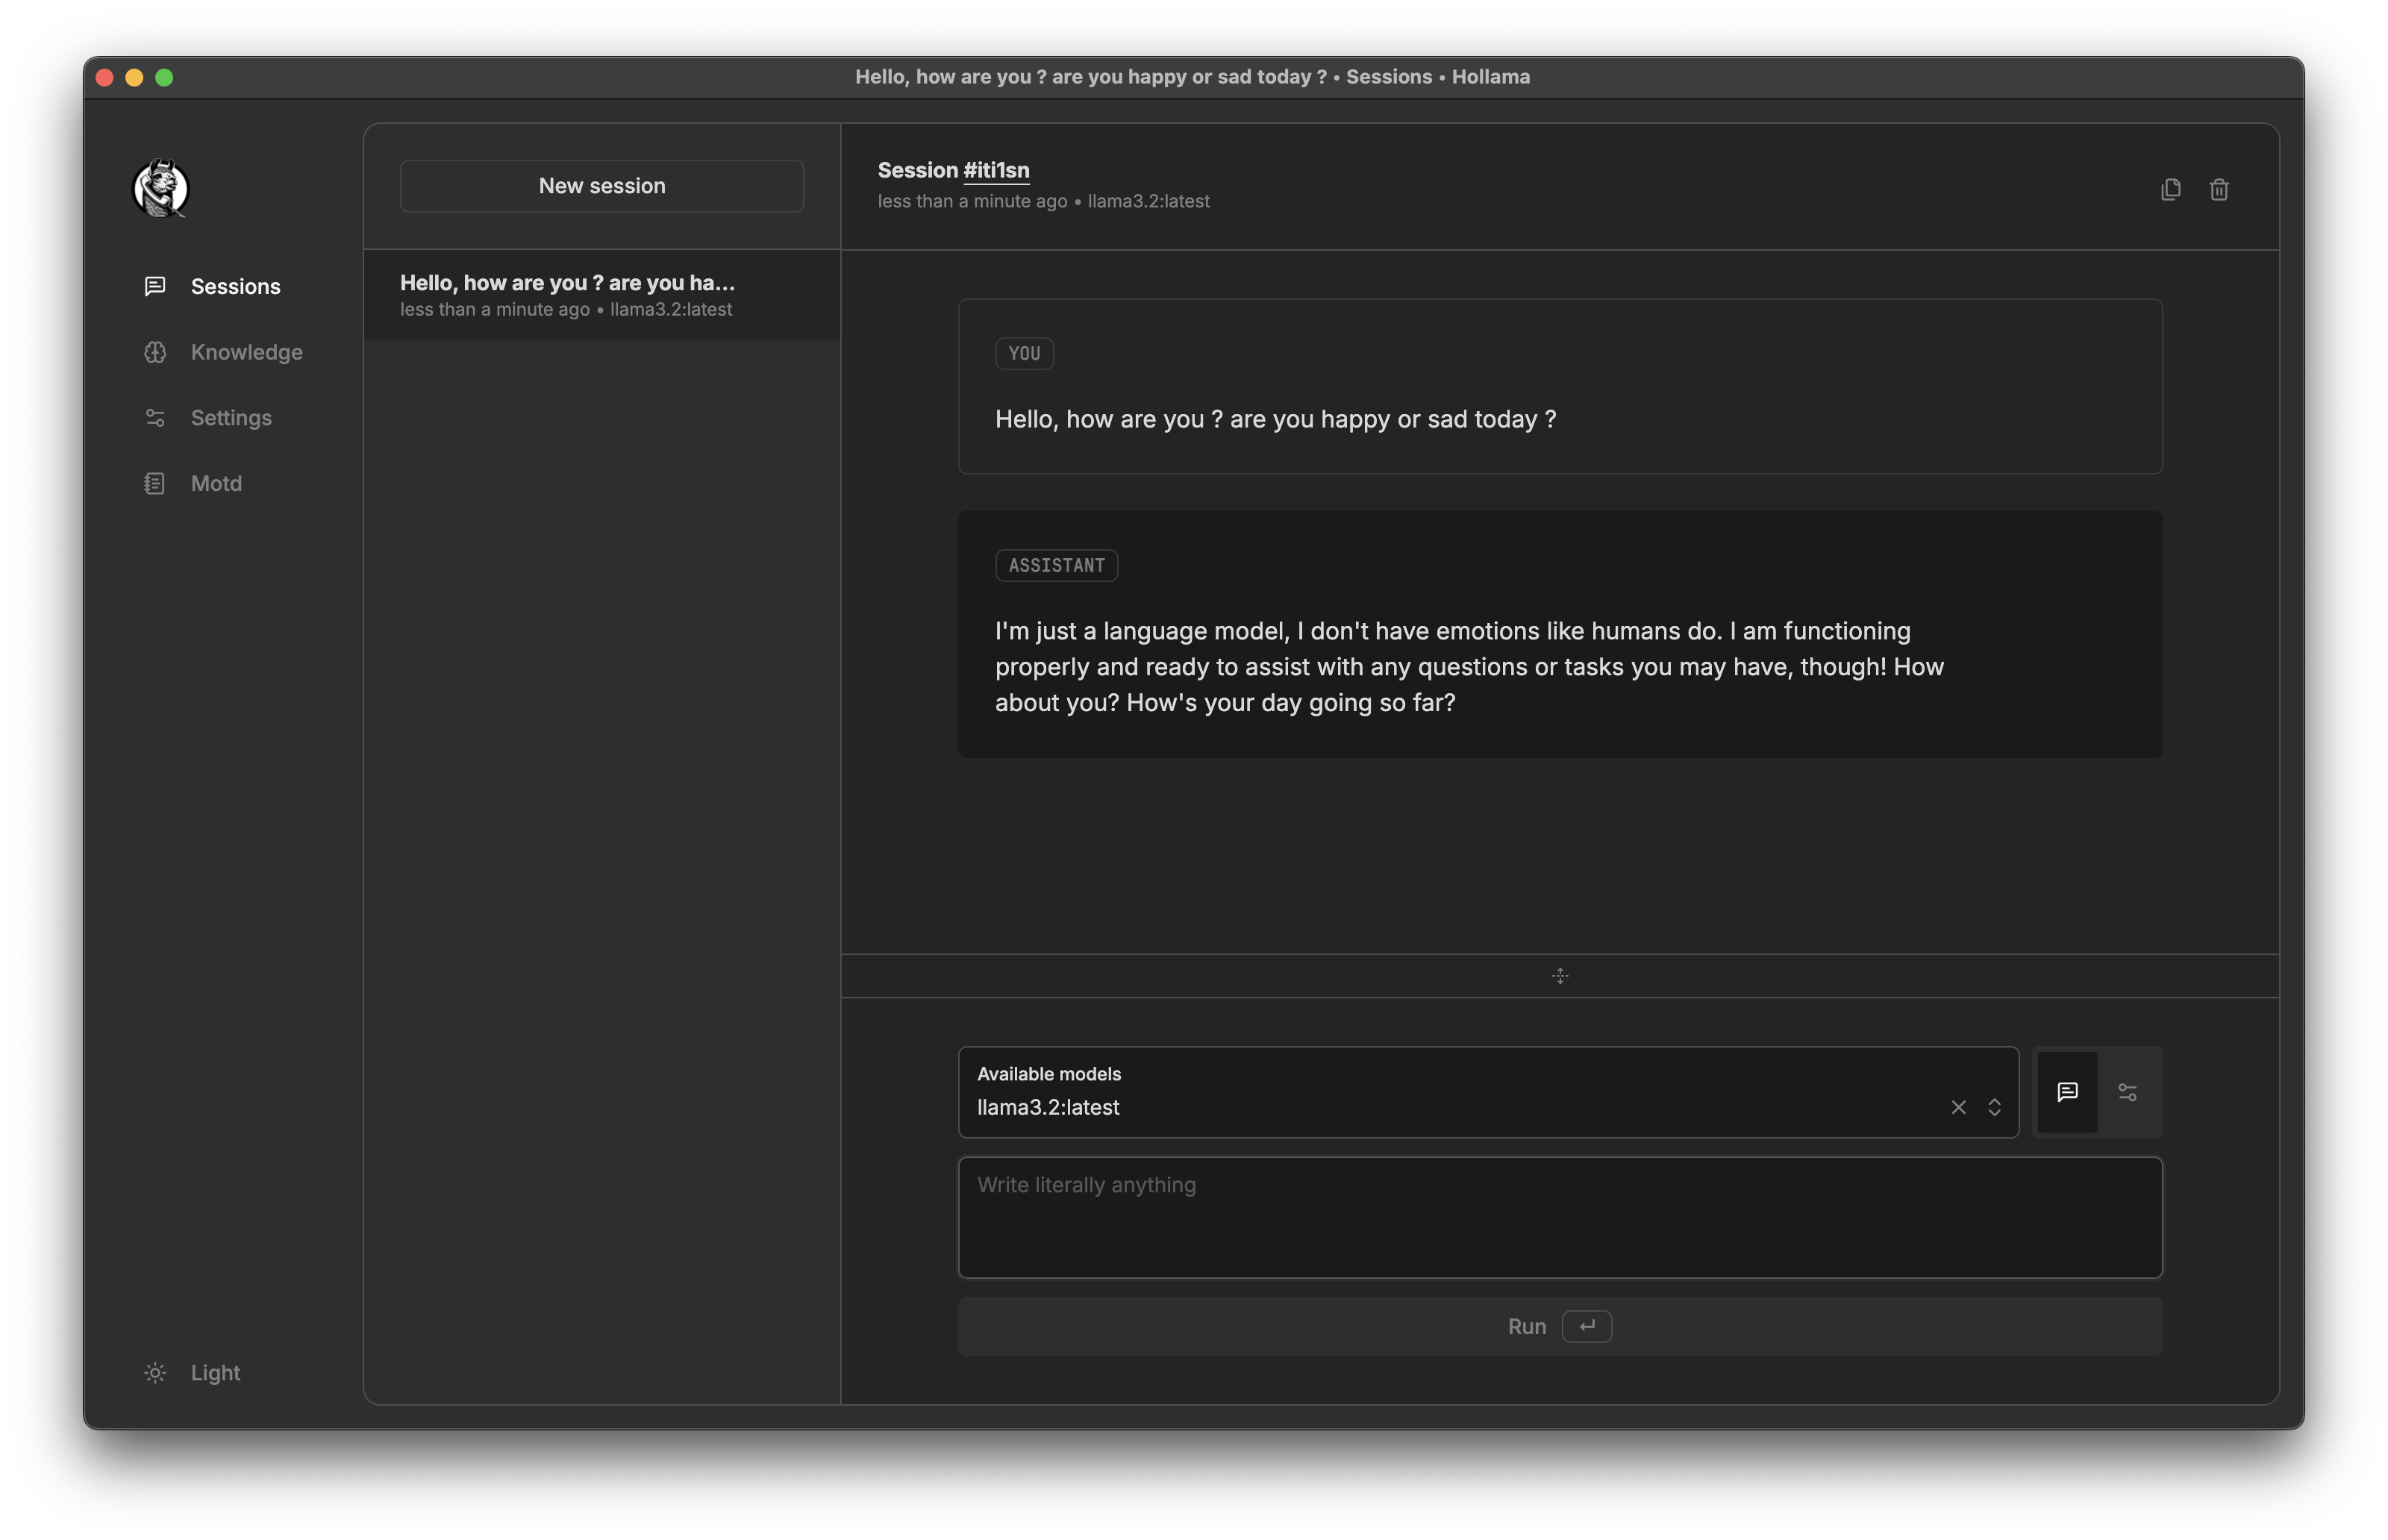 Hello, how are you ? are you happy or sad today ? • Sessions • Hollama
Sessions
Knowledge
Settings
Motd
Light
New session
Hello, how are you ? are you ha...
less than a minute ago • llama3.2:latest
Session #iti1sn
less than a minute ago • llama3.2:latest
YOU
Hello, how are you ? are you happy or sad today ?
ASSISTANT
I'm just a language model, I don't have emotions like humans do. I am functioning
properly and ready to assist with any questions or tasks you may have, though! How
about you? How's your day going so far?
Available models
llama3.2:latest
Write literally anything
Run